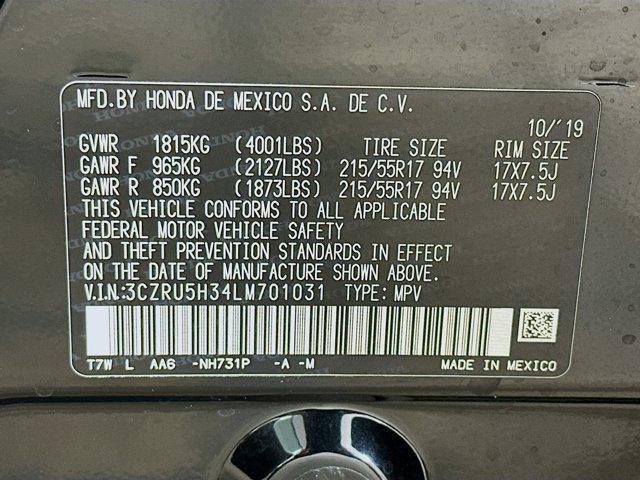 MFD. BY HONDA DE MEXICO S.A. DE C.V.
10/'19
GVWR 1815KG (4001LBS) TIRE SIZE RIM SIZE
GAWR F 965KG (2127LBS) 215/55R17 94V 17X7.5J
GAWR R 850KG (1873LBS) 215/55R17 94V 17X7.5J
THIS VEHICLE CONFORMS TO ALL APPLICABLE
FEDERAL MOTOR VEHICLE SAFETY
AND THEFT PREVENTION STANDARDS IN EFFECT
ON THE DATE OF MANUFACTURE SHOWN ABOVE.
V.I.N:3CZRU5H34LM701031 TYPE: MPV
T7W L AA6 -NH731P -A -M MADE IN MEXICO